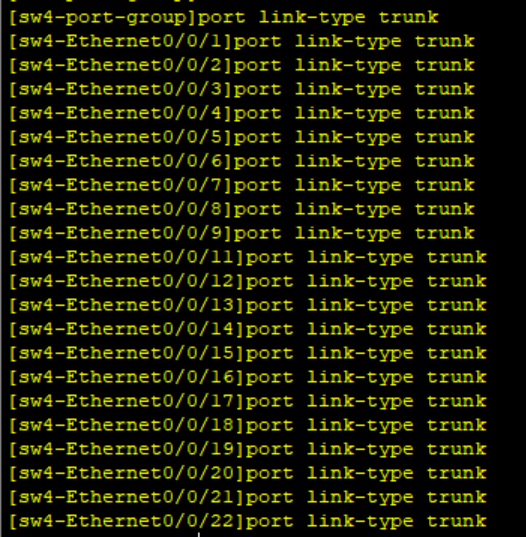 [sw4-port-group]port link-type trunk
[sw4-Ethernet0/0/1]port link-type trunk
[sw4-Ethernet0/0/2]port link-type trunk
[sw4-Ethernet0/0/3]port link-type trunk
[sw4-Ethernet0/0/4]port link-type trunk
[sw4-Ethernet0/0/5]port link-type trunk
[sw4-Ethernet0/0/6]port link-type trunk
[sw4-Ethernet0/0/7]port link-type trunk
[sw4-Ethernet0/0/8]port link-type trunk
[sw4-Ethernet0/0/9]port link-type trunk
[sw4-Ethernet0/0/11]port link-type trunk
[sw4-Ethernet0/0/12]port link-type trunk
[sw4-Ethernet0/0/13]port link-type trunk
[sw4-Ethernet0/0/14]port link-type trunk
[sw4-Ethernet0/0/15]port link-type trunk
[sw4-Ethernet0/0/16]port link-type trunk
[sw4-Ethernet0/0/17]port link-type trunk
[sw4-Ethernet0/0/18]port link-type trunk
[sw4-Ethernet0/0/19]port link-type trunk
[sw4-Ethernet0/0/20]port link-type trunk
[sw4-Ethernet0/0/21]port link-type trunk
[sw4-Ethernet0/0/22]port link-type trunk